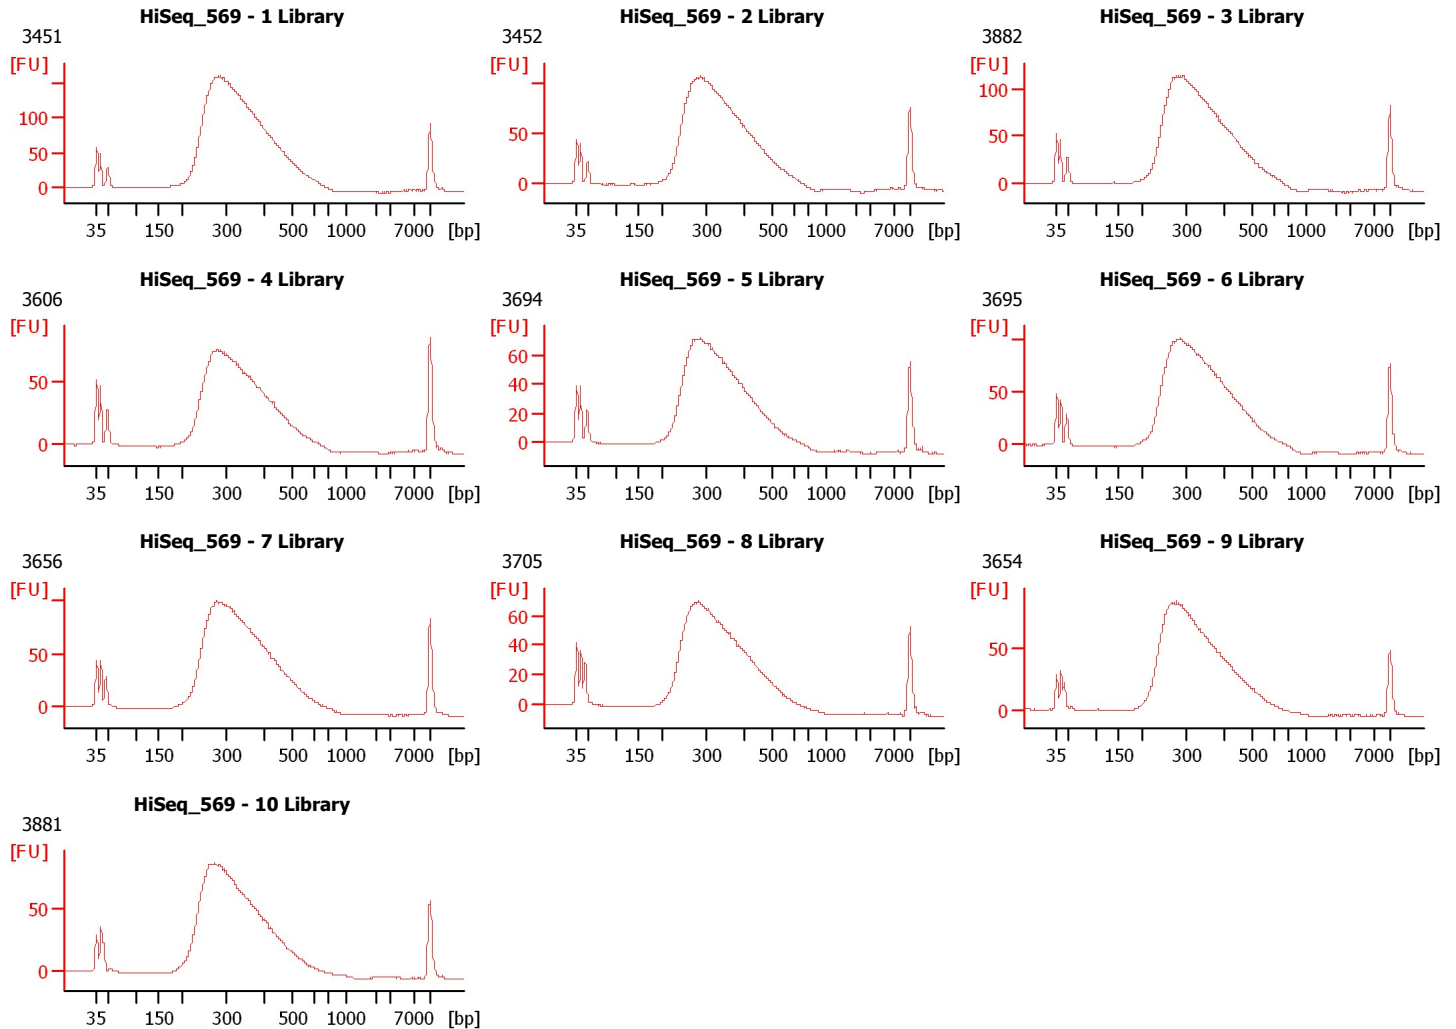 HiSeq_569 - 1 Library
3451
[FU]
100
50
0
35 150 300 500 1000 7000 [bp]
HiSeq_569 - 2 Library
3452
[FU]
50
0
35 150 300 500 1000 7000 [bp]
HiSeq_569 - 3 Library
3882
[FU]
100
50
0
35 150 300 500 1000 7000 [bp]
HiSeq_569 - 4 Library
3606
[FU]
50
0
35 150 300 500 1000 7000 [bp]
HiSeq_569 - 5 Library
3694
[FU]
60
40
20
0
35 150 300 500 1000 7000 [bp]
HiSeq_569 - 6 Library
3695
[FU]
50
0
35 150 300 500 1000 7000 [bp]
HiSeq_569 - 7 Library
3656
[FU]
50
0
35 150 300 500 1000 7000 [bp]
HiSeq_569 - 8 Library
3705
[FU]
60
40
20
0
35 150 300 500 1000 7000 [bp]
HiSeq_569 - 9 Library
3654
[FU]
50
0
35 150 300 500 1000 7000 [bp]
HiSeq_569 - 10 Library
3881
[FU]
50
0
35 150 300 500 1000 7000 [bp]